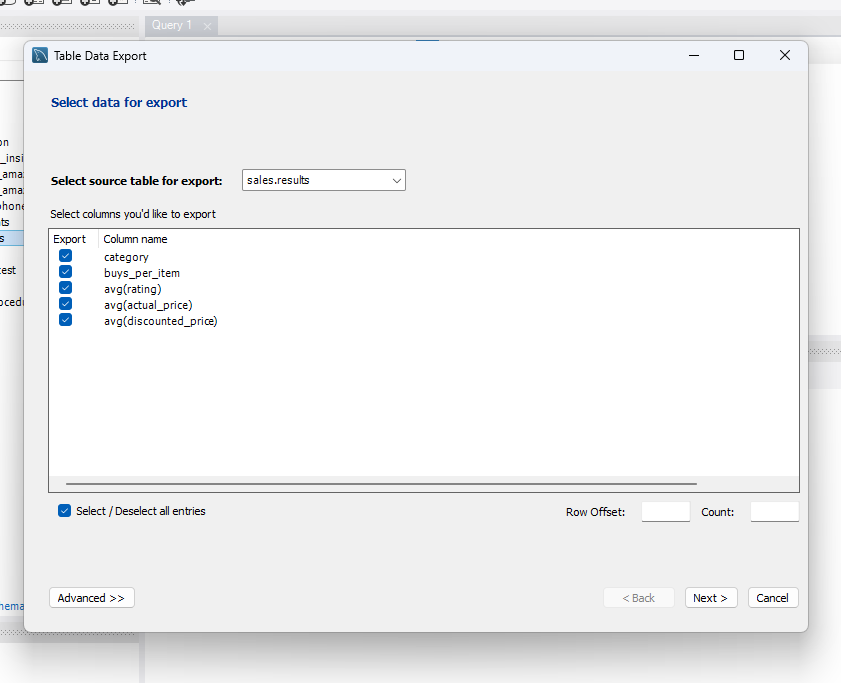 Query 1
Table Data Export
Select data for export
Select source table for export: sales.results
Select columns you'd like to export
Export Column name
category
buys_per_item
avg(rating)
avg(actual_price)
avg(discounted_price)
Select / Deselect all entries
Row Offset:
Count:
Advanced >>
< Back
Next >
Cancel